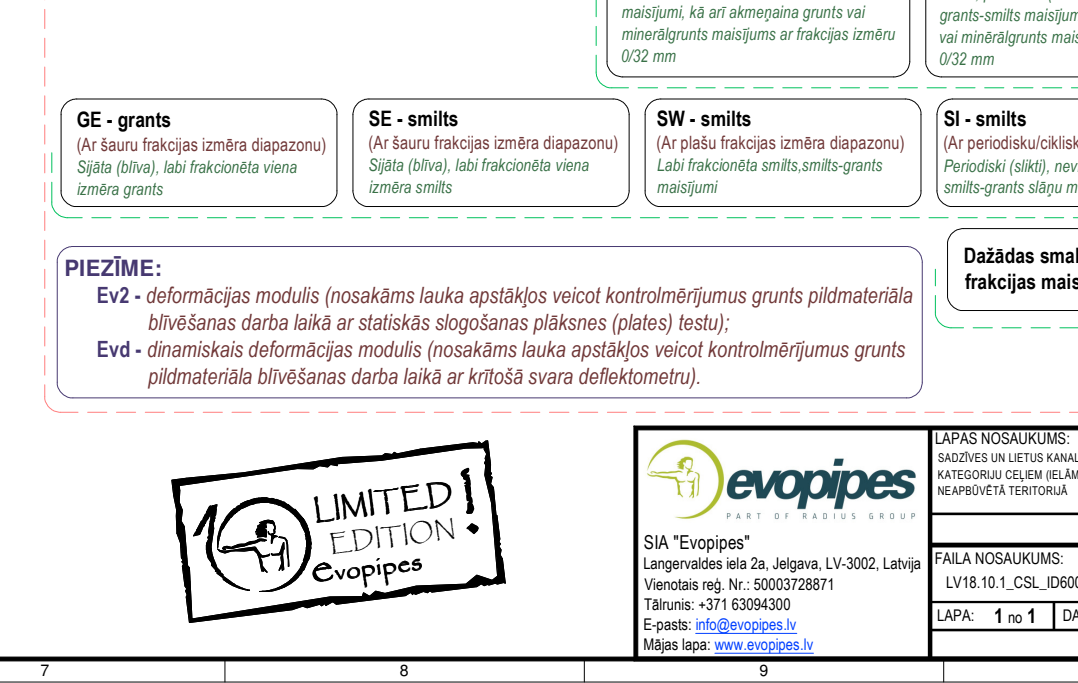 maisījumi, kā arī akmeņaina grunts vai
minerālgrunts maisījums ar frakcijas izmēru
0/32 mm
grants-smilts maisījum
vai minērālgrunts mais
0/32 mm
GE - grants
(Ar šauru frakcijas izmēra diapazonu)
Sijāta (blīva), labi frakcionēta viena
izmēra grants
SE - smilts
(Ar šauru frakcijas izmēra diapazonu)
Sijāta (blīva), labi frakcionēta viena
izmēra smilts
SW - smilts
(Ar plašu frakcijas izmēra diapazonu)
Labi frakcionēta smilts,smilts-grants
maisījumi
SI - smilts
(Ar periodisku/ciklisk
Periodiski (slikti), nev
smilts-grants slāņu m
Dažādas smal
frakcijas mais
PIEZĪME:
Ev2 - deformācijas modulis (nosakāms lauka apstākļos veicot kontrolmērījumus grunts pildmateriāla
blīvēšanas darba laikā ar statiskās slogošanas plāksnes (plates) testu);
Evd - dinamiskais deformācijas modulis (nosakāms lauka apstākļos veicot kontrolmērījumus grunts
pildmateriāla blīvēšanas darba laikā ar krītošā svara deflektometru).
10 LIMITED !
EDITION
evopipes
evopipes
PART OF RADIUS GROUP
SIA "Evopipes"
Langervaldes iela 2a, Jelgava, LV-3002, Latvija
Vienotais reģ. Nr.: 50003728871
Tālrunis: +371 63094300
E-pasts: info@evopipes.lv
Mājas lapa: www.evopipes.lv
LAPAS NOSAUKUMS:
SADZĪVES UN LIETUS KANAL
KATEGORIJU CEĻIEM (IELĀM
NEAPBŪVĒTĀ TERITORIJĀ
FAILA NOSAUKUMS:
LV18.10.1_CSL_ID600
LAPA: 1 no 1 DA
7 8 9